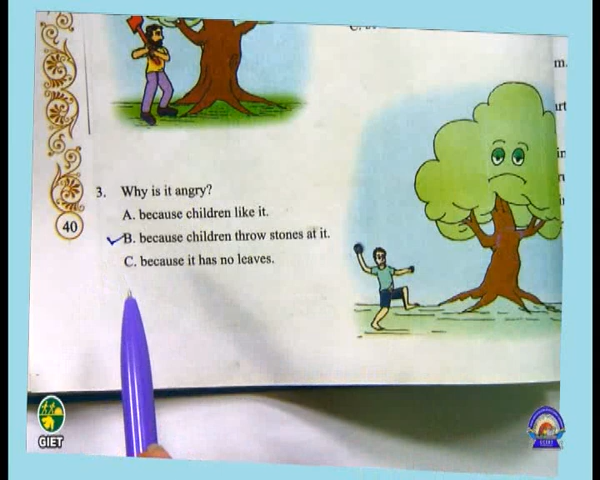 3. Why is it angry?
A. because children like it.
B. because children throw stones at it.
C. because it has no leaves.
40
m.
GIET